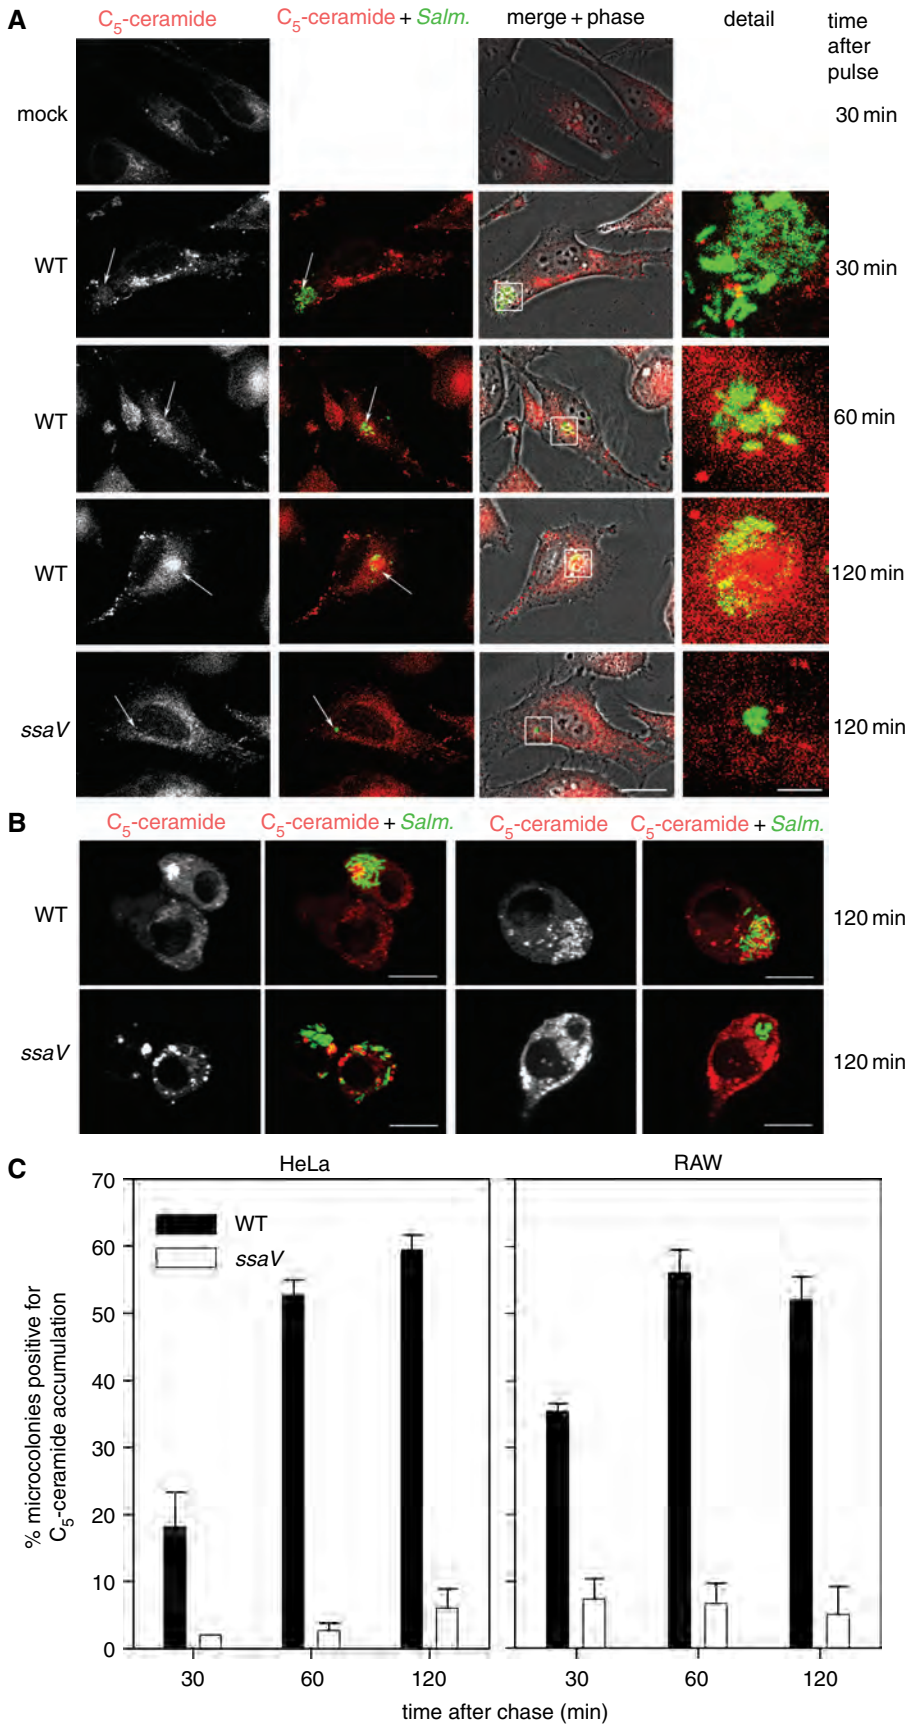 A
C5-ceramide
C5-ceramide + Salm.
merge + phase
detail
time
after
pulse
mock
30 min
WT
30 min
WT
60 min
WT
120 min
ssaV
120 min
B
C5-ceramide
C5-ceramide + Salm.
C5-ceramide
C5-ceramide + Salm.
WT
120 min
ssaV
120 min
C
HeLa
RAW
WT
ssaV
% microcolonies positive for
C5-ceramide accumulation
70
60
50
40
30
20
10
0
30
60
120
30
60
120
time after chase (min)